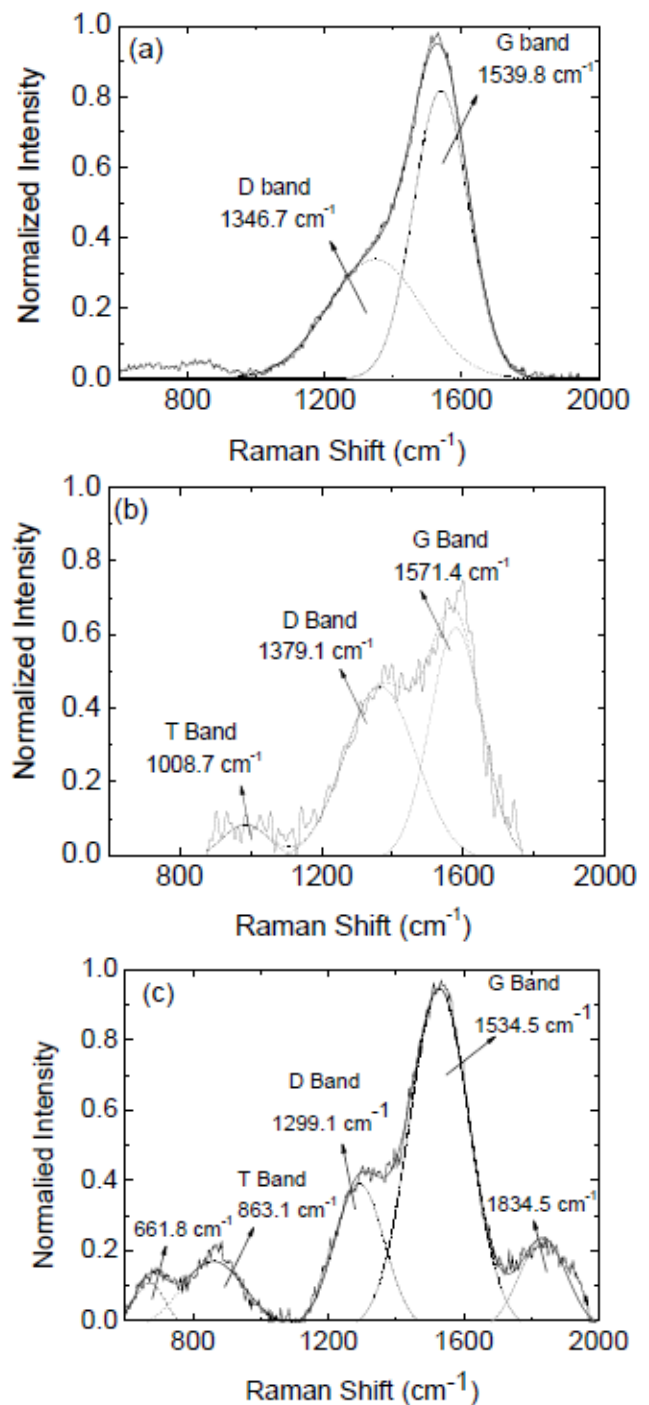 (a)
G band
1539.8 cm⁻¹
D band
1346.7 cm⁻¹
Normalized Intensity
1.0
0.8
0.6
0.4
0.2
0.0
800 1200 1600 2000
Raman Shift (cm⁻¹)
(b)
G Band
1571.4 cm⁻¹
D Band
1379.1 cm⁻¹
T Band
1008.7 cm⁻¹
Normalized Intensity
1.0
0.8
0.6
0.4
0.2
0.0
800 1200 1600 2000
Raman Shift (cm⁻¹)
(c)
G Band
1534.5 cm⁻¹
D Band
1299.1 cm⁻¹
T Band
863.1 cm⁻¹
661.8 cm⁻¹
1834.5 cm⁻¹
Normalied Intensity
1.0
0.8
0.6
0.4
0.2
0.0
800 1200 1600 2000
Raman Shift (cm⁻¹)